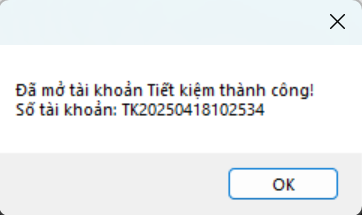 Đã mở tài khoản Tiết kiệm thành công!
Số tài khoản: TK20250418102534
OK